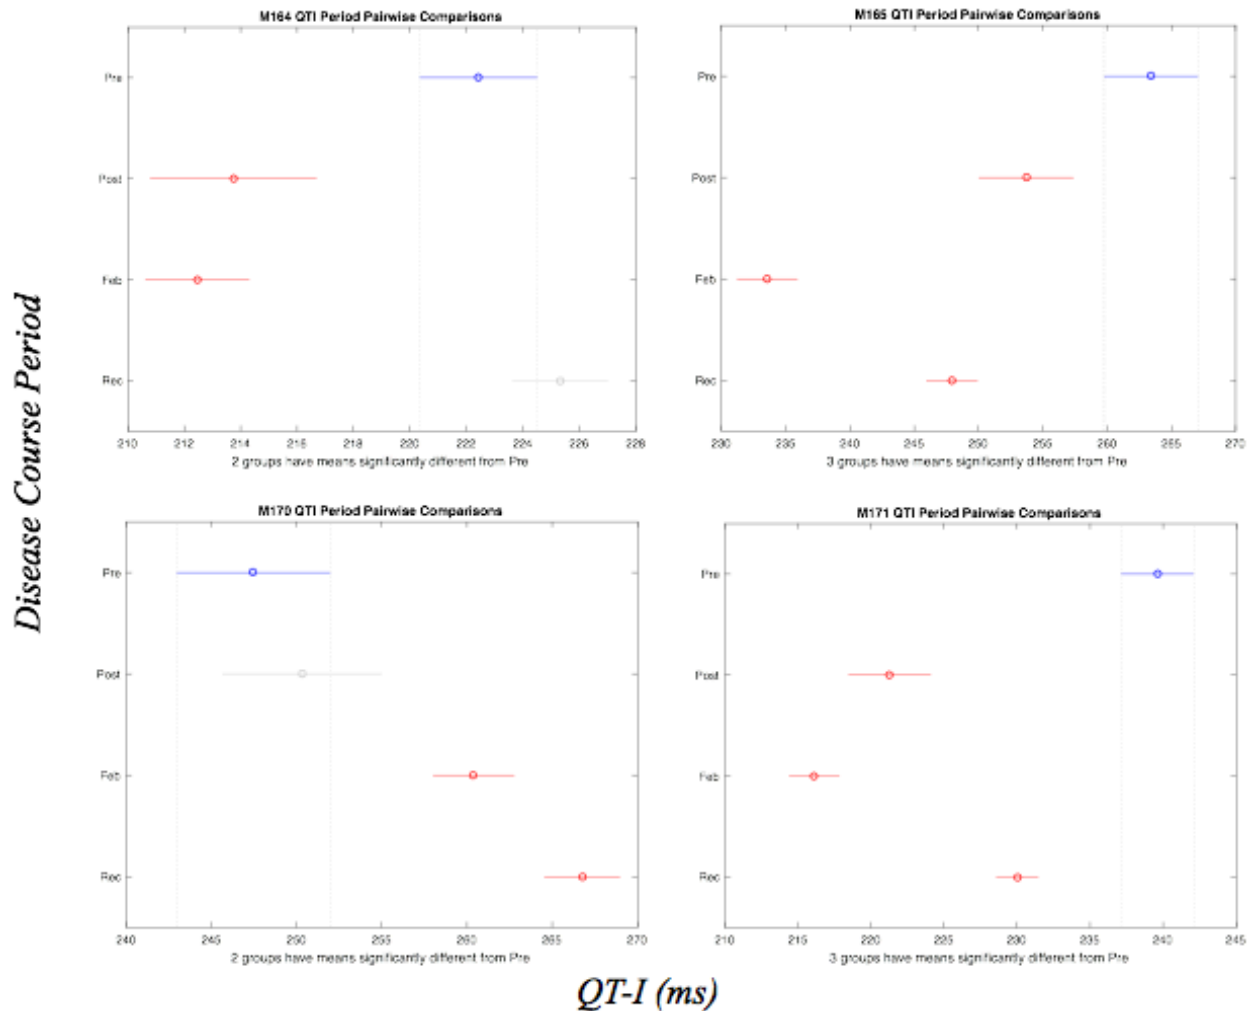 M164 QTI Period Pairwise Comparisons
Pre
Post
Feb
Rec
210 212 214 216 218 220 222 224 226 228
2 groups have means significantly different from Pre
M165 QTI Period Pairwise Comparisons
Pre
Post
Feb
Rec
230 235 240 245 250 255 260 265 270
3 groups have means significantly different from Pre
Disease Course Period
M170 QTI Period Pairwise Comparisons
Pre
Post
Feb
Rec
240 245 250 255 260 265 270
2 groups have means significantly different from Pre
M171 QTI Period Pairwise Comparisons
Pre
Post
Feb
Rec
210 215 220 225 230 235 240 245
3 groups have means significantly different from Pre
QT-I (ms)